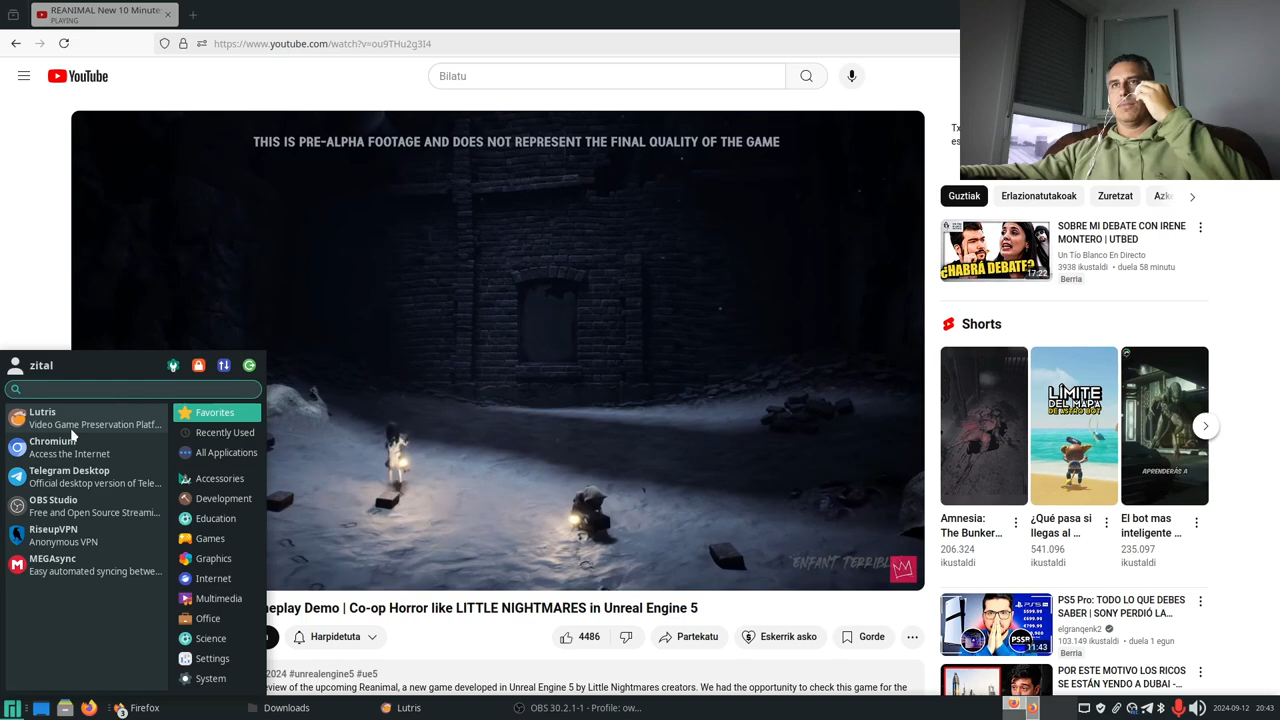 REANIMAL New 10 Minute
PLAYING
https://www.youtube.com/watch?v=ou9THu2g3I4
YouTube
Bilatu
THIS IS PRE-ALPHA FOOTAGE AND DOES NOT REPRESENT THE FINAL QUALITY OF THE GAME
ENFANT TERRIBLE
Guztiak
Erlazionatutakoak
Zuretzat
¿HABRÁ DEBATE?
17:22
SOBRE MI DEBATE CON IRENE
MONTERO | UTBED
Un Tío Blanco En Directo
3938 ikustaldi • duela 58 minutu
Berria
Shorts
LÍMITE
DEL MAPA
DE ASTRO BOT
APRENDERÁS A
Amnesia:
The Bunker...
206.324
ikustaldi
¿Qué pasa si
llegas al ...
541.096
ikustaldi
El bot mas
inteligente ...
235.097
ikustaldi
PS5 Pro
PSSR
11:43
PS5 Pro: TODO LO QUE DEBES
SABER | SONY PERDIÓ LA...
elgrangenk2
103.149 ikustaldi • duela 1 egun
Berria
POR ESTE MOTIVO LOS RICOS
SE ESTÁN YENDO A DUBAI -...
zital
Lutris
Video Game Preservation Platf...
Chromium
Access the Internet
Telegram Desktop
Official desktop version of Tele...
OBS Studio
Free and Open Source Streami...
RiseupVPN
Anonymous VPN
MEGAsync
Easy automated syncing betwe...
Favorites
Recently Used
All Applications
Accessories
Development
Education
Games
Graphics
Internet
Multimedia
Office
Science
Settings
System
eplay Demo | Co-op Horror like LITTLE NIGHTMARES in Unreal Engine 5
Harpidetuta
4486
Partekatu
Eskerrik asko
Gorde
2024 #unrealengine5 #ue5
eview of the upcoming Reanimal, a new game developed in Unreal Engine 5 by Little Nightmares creators. We had the opportunity to check this game for the
3
Firefox
Downloads
Lutris
OBS 30.2.1-1 - Profile: ow...
2024-09-12
20:43